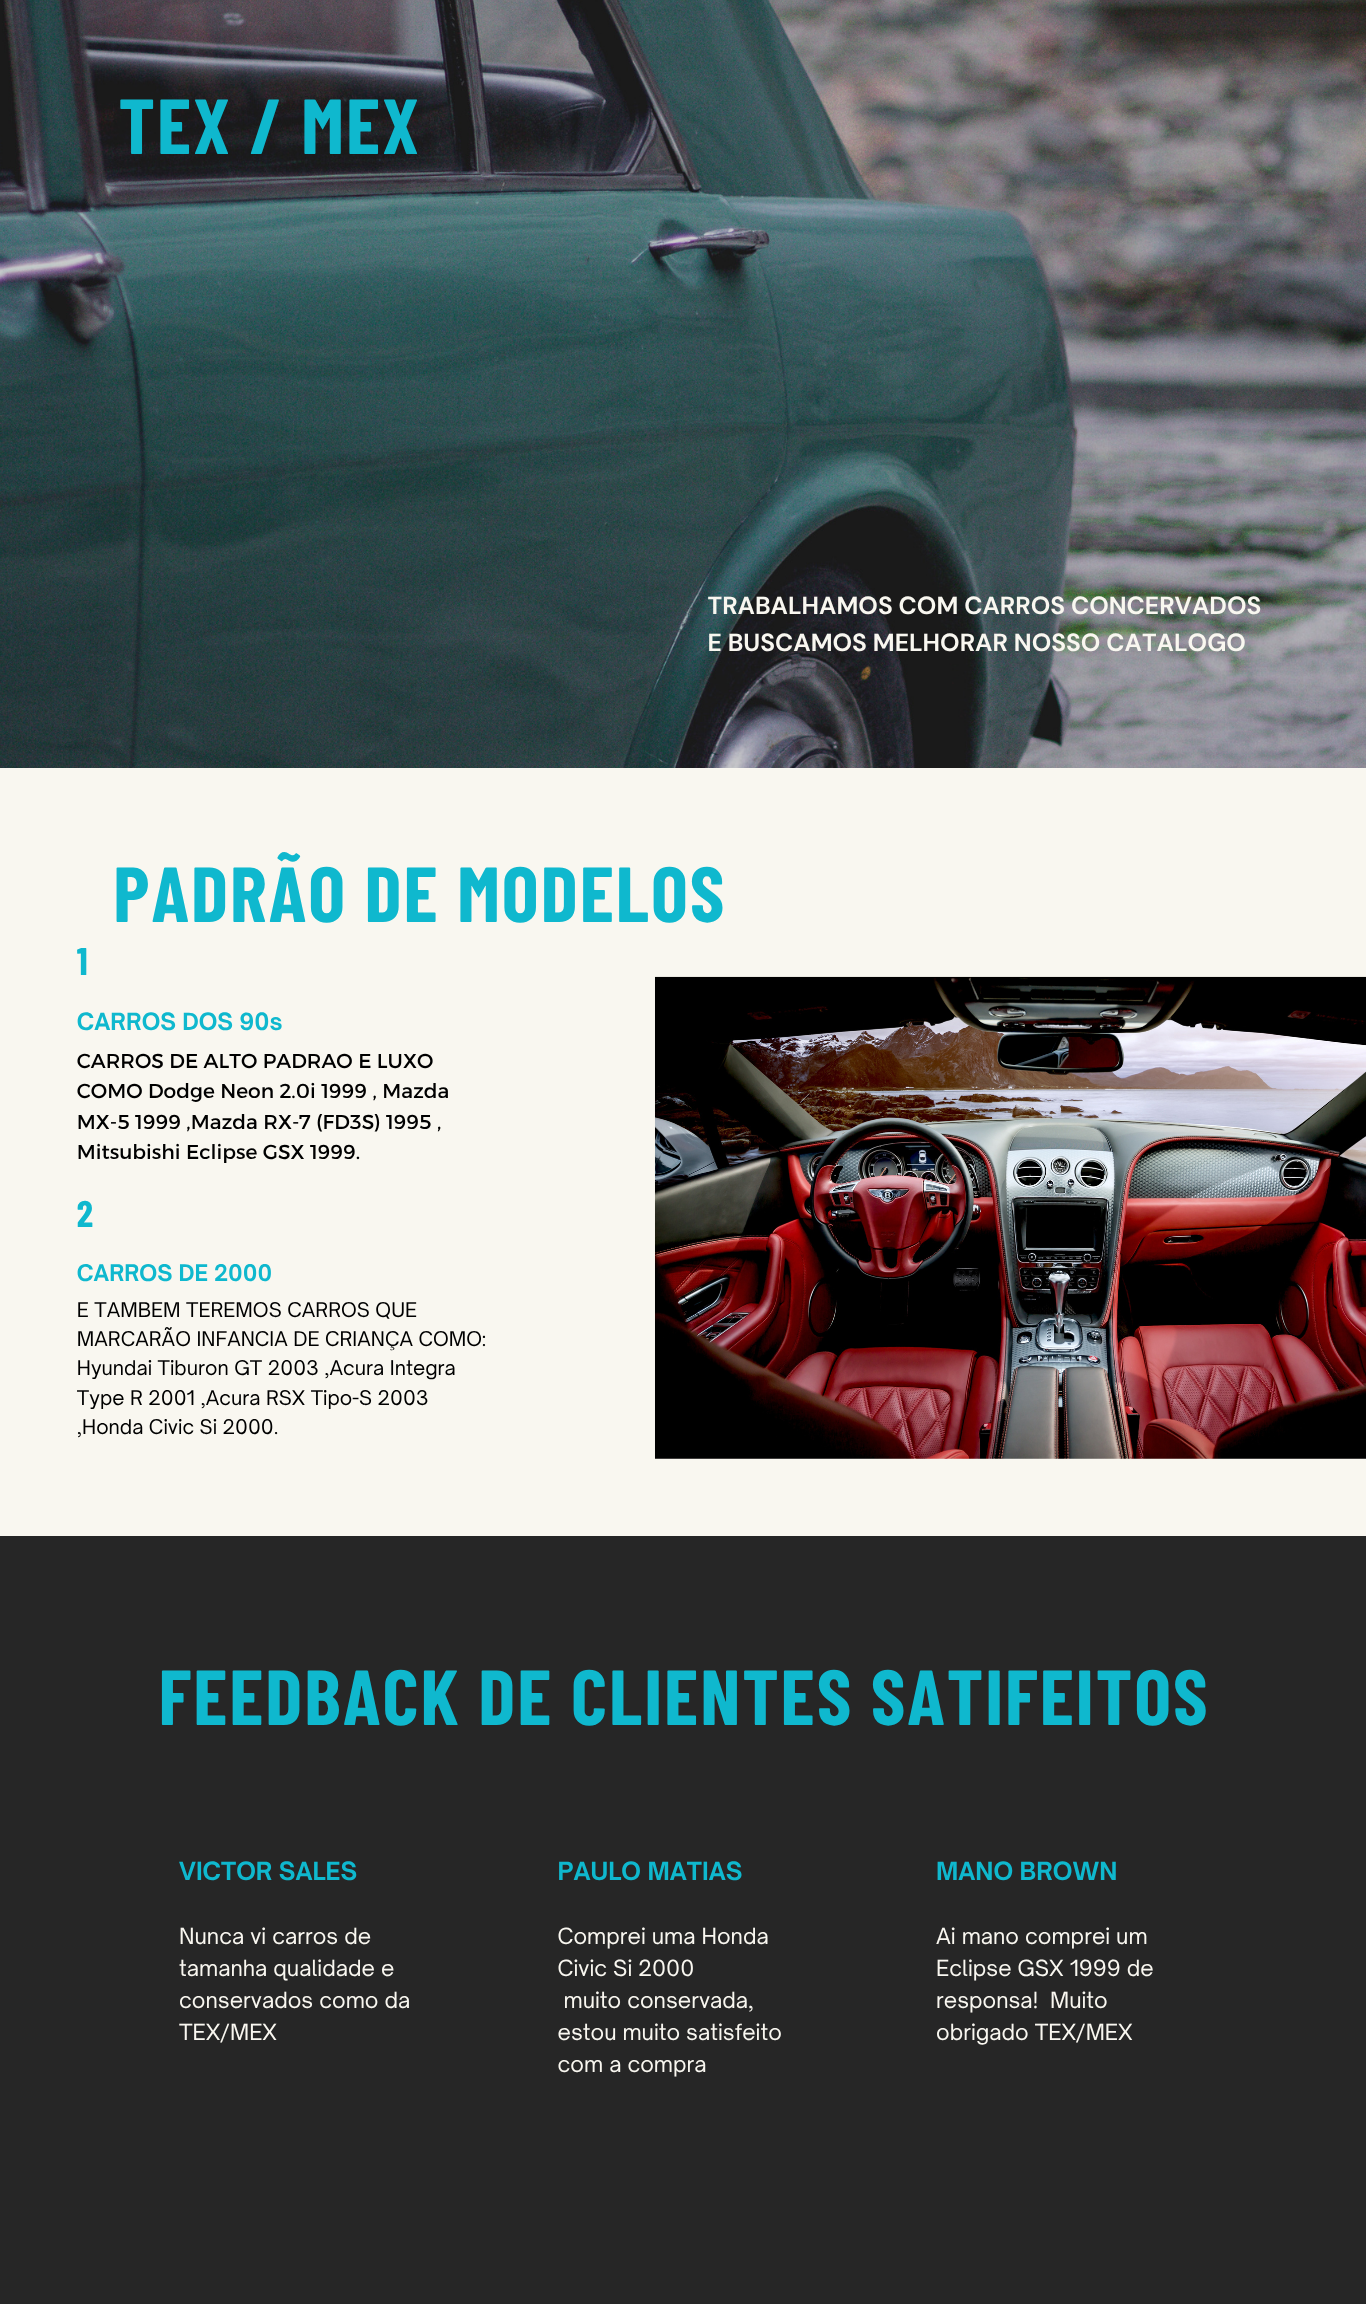 TEX / MEX
TRABALHAMOS COM CARROS CONCERVADOS
E BUSCAMOS MELHORAR NOSSO CATALOGO
PADRÃO DE MODELOS
1
CARROS DOS 90s
CARROS DE ALTO PADRAO E LUXO
COMO Dodge Neon 2.0i 1999 , Mazda
MX-5 1999 ,Mazda RX-7 (FD3S) 1995 ,
Mitsubishi Eclipse GSX 1999.
2
CARROS DE 2000
E TAMBEM TEREMOS CARROS QUE
MARCARÃO INFANCIA DE CRIANÇA COMO:
Hyundai Tiburon GT 2003 ,Acura Integra
Type R 2001 ,Acura RSX Tipo-S 2003
,Honda Civic Si 2000.
FEEDBACK DE CLIENTES SATIFEITOS
VICTOR SALES
Nunca vi carros de
tamanha qualidade e
conservados como da
TEX/MEX
PAULO MATIAS
Comprei uma Honda
Civic Si 2000
muito conservada,
estou muito satisfeito
com a compra
MANO BROWN
Ai mano comprei um
Eclipse GSX 1999 de
responsa!  Muito
obrigado TEX/MEX